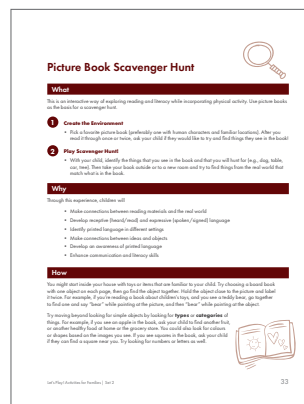 Picture Book Scavenger Hunt
What
This is an interactive way of exploring reading and literacy while incorporating physical activity. Use picture books
as the basis for a scavenger hunt.
1 Create the Environment
• Pick a favorite picture book (preferably one with human characters and familiar locations). After you
read it through once or twice, ask your child if they would like to try and find things they see in the book!
2 Play Scavenger Hunt!
• With your child, identify the things that you see in the book and that you will hunt for (e.g., dog, table,
car, tree). Then take your book outside or to a new room and try to find things from the real world that
match what is in the book.
Why
Through this experience, children will
• Make connections between reading materials and the real world
• Develop receptive (heard/read) and expressive (spoken/signed) language
• Identify printed language in different settings
• Make connections between ideas and objects
• Develop an awareness of printed language
• Enhance communication and literacy skills
How
You might start inside your house with toys or items that are familiar to your child. Try choosing a board book
with one object on each page, then go find the object together. Hold the object close to the picture and label
it twice. For example, if you're reading a book about children's toys, and you see a teddy bear, go together
to find one and say "bear" while pointing at the picture, and then "bear" while pointing at the object.
Try moving beyond looking for simple objects by looking for types or categories of
things. For example, if you see an apple in the book, ask your child to find another fruit,
or another healthy food at home or the grocery store. You could also look for colours
or shapes based on the images you see. If you see squares in the book, ask your child
if they can find a square near you. Try looking for numbers or letters as well.
Let's Play! Activities for Families | Set 2
33